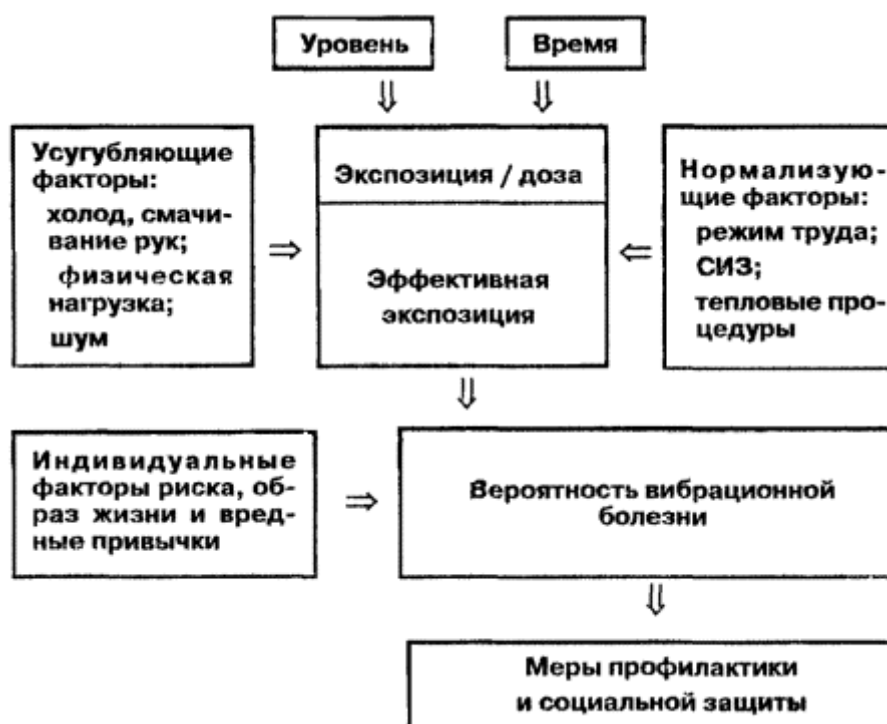 Уровень
Время
Усугубляющие
факторы:
холод, смачи-
вание рук;
физическая
нагрузка;
шум
Экспозиция / доза
Эффективная
экспозиция
Нормализую-
щие факторы:
режим труда;
СИЗ;
тепловые про-
цедуры
Индивидуальные
факторы риска, об-
раз жизни и вред-
ные привычки
Вероятность вибрационной
болезни
Меры профилактики
и социальной защиты